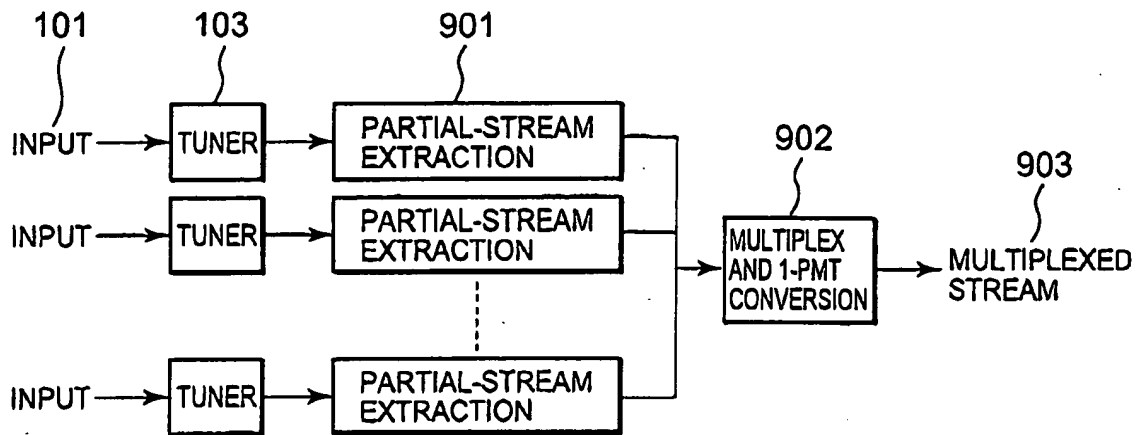 101
103
901
INPUT
TUNER
PARTIAL-STREAM
EXTRACTION
902
903
INPUT
TUNER
PARTIAL-STREAM
EXTRACTION
MULTIPLEX
AND 1-PMT
CONVERSION
MULTIPLEXED
STREAM
INPUT
TUNER
PARTIAL-STREAM
EXTRACTION